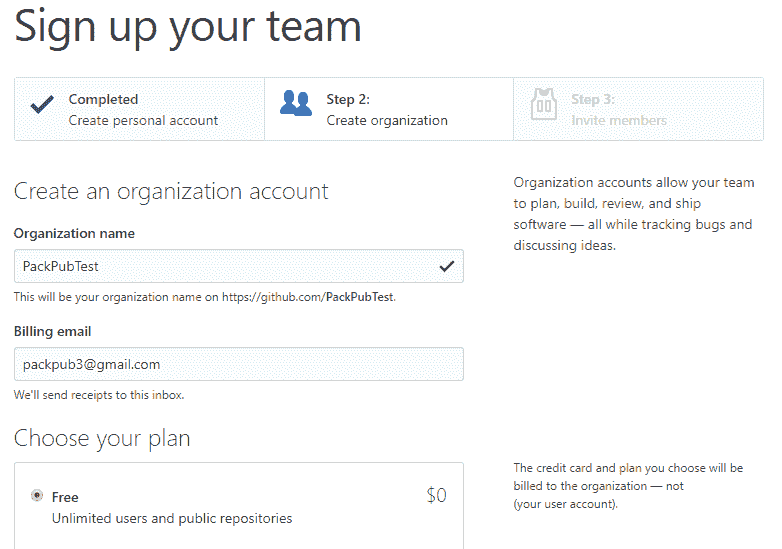 Sign up your team
Completed
Create personal account
Step 2:
Create organization
Step 3:
Invite members
Create an organization account
Organization accounts allow your team
to plan, build, review, and ship
software — all while tracking bugs and
discussing ideas.
Organization name
PackPubTest
This will be your organization name on https://github.com/PackPubTest.
Billing email
packpub3@gmail.com
We'll send receipts to this inbox.
Choose your plan
Free
$0
Unlimited users and public repositories
The credit card and plan you choose will be
billed to the organization — not
(your user account).